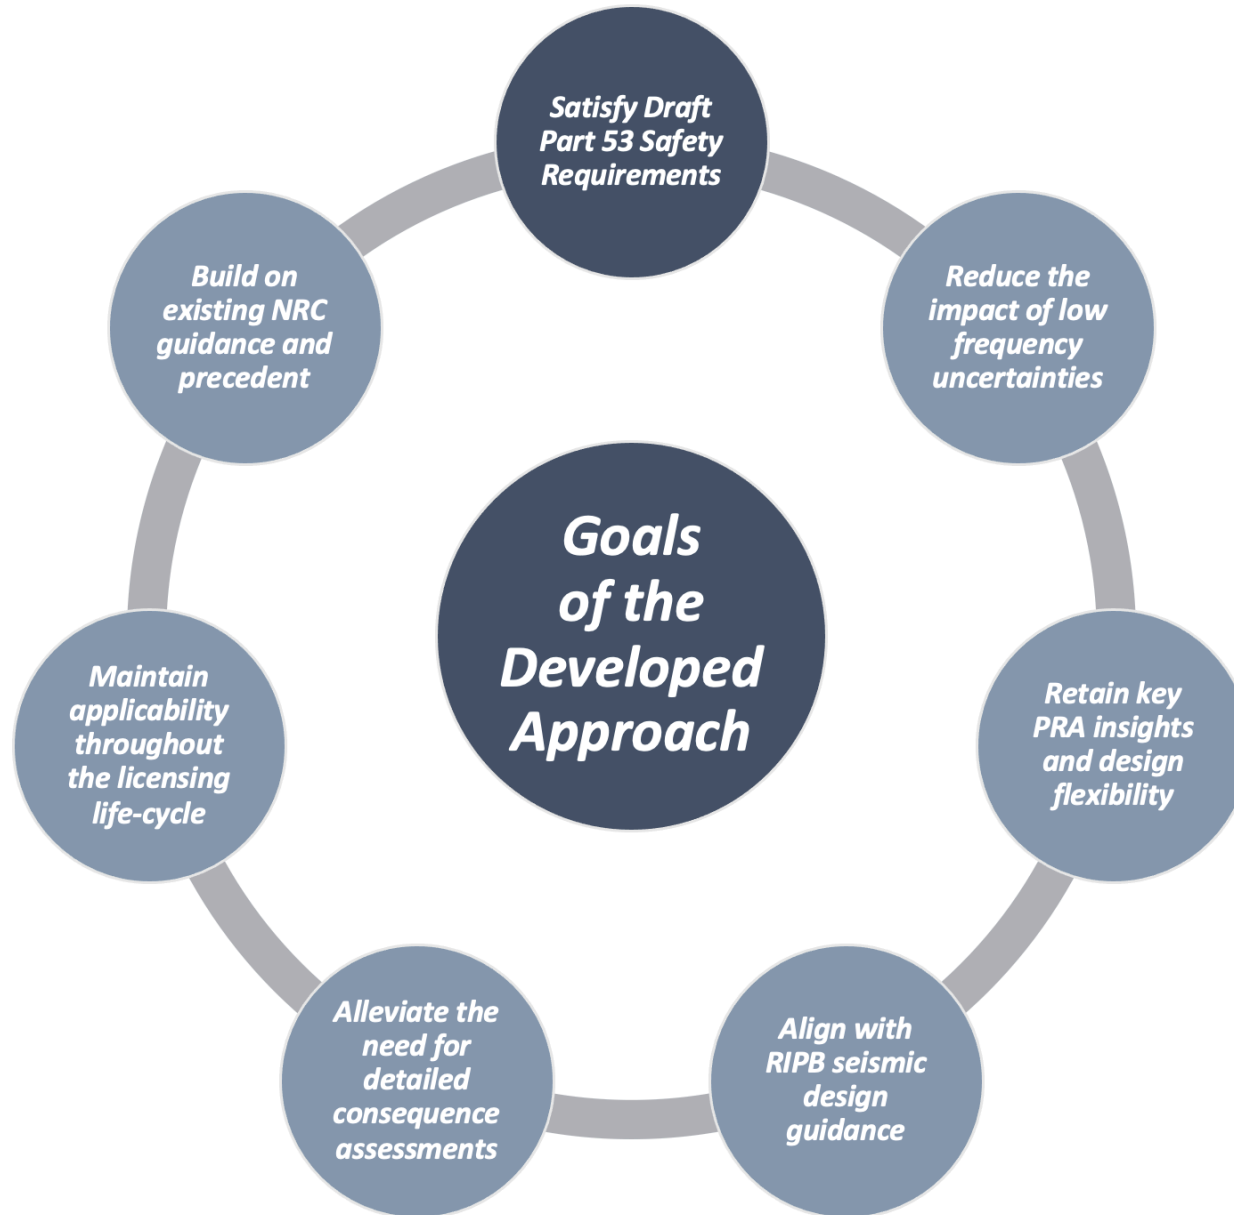 Satisfy Draft
Part 53 Safety
Requirements
Reduce the
impact of low
frequency
uncertainties
Retain key
PRA insights
and design
flexibility
Align with
RIPB seismic
design
guidance
Alleviate the
need for
detailed
consequence
assessments
Maintain
applicability
throughout
the licensing
life-cycle
Build on
existing NRC
guidance and
precedent
Goals
of the
Developed
Approach